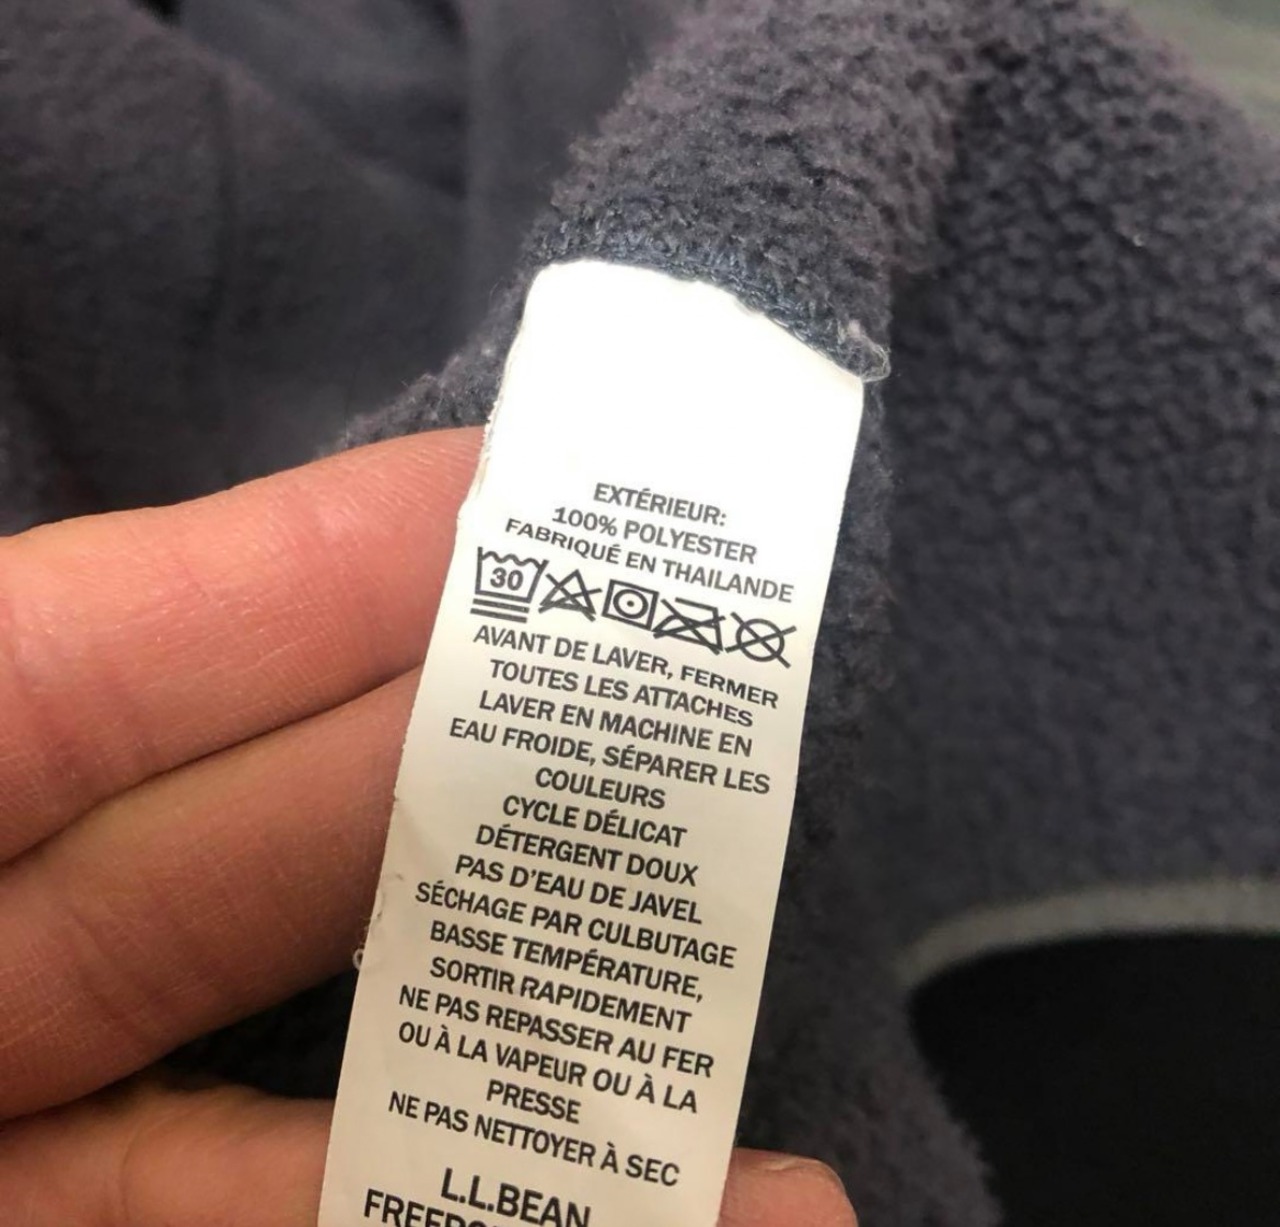 EXTÉRIEUR:
100% POLYESTER
FABRIQUÉ EN THAILANDE
30
AVANT DE LAVER, FERMER
TOUTES LES ATTACHES
LAVER EN MACHINE EN
EAU FROIDE, SÉPARER LES
COULEURS
CYCLE DÉLICAT
DÉTERGENT DOUX
PAS D'EAU DE JAVEL
SÉCHAGE PAR CULBUTAGE
BASSE TEMPÉRATURE,
SORTIR RAPIDEMENT
NE PAS REPASSER AU FER
OU À LA VAPEUR OU À LA
PRESSE
NE PAS NETTOYER À SEC
L.L.BEAN